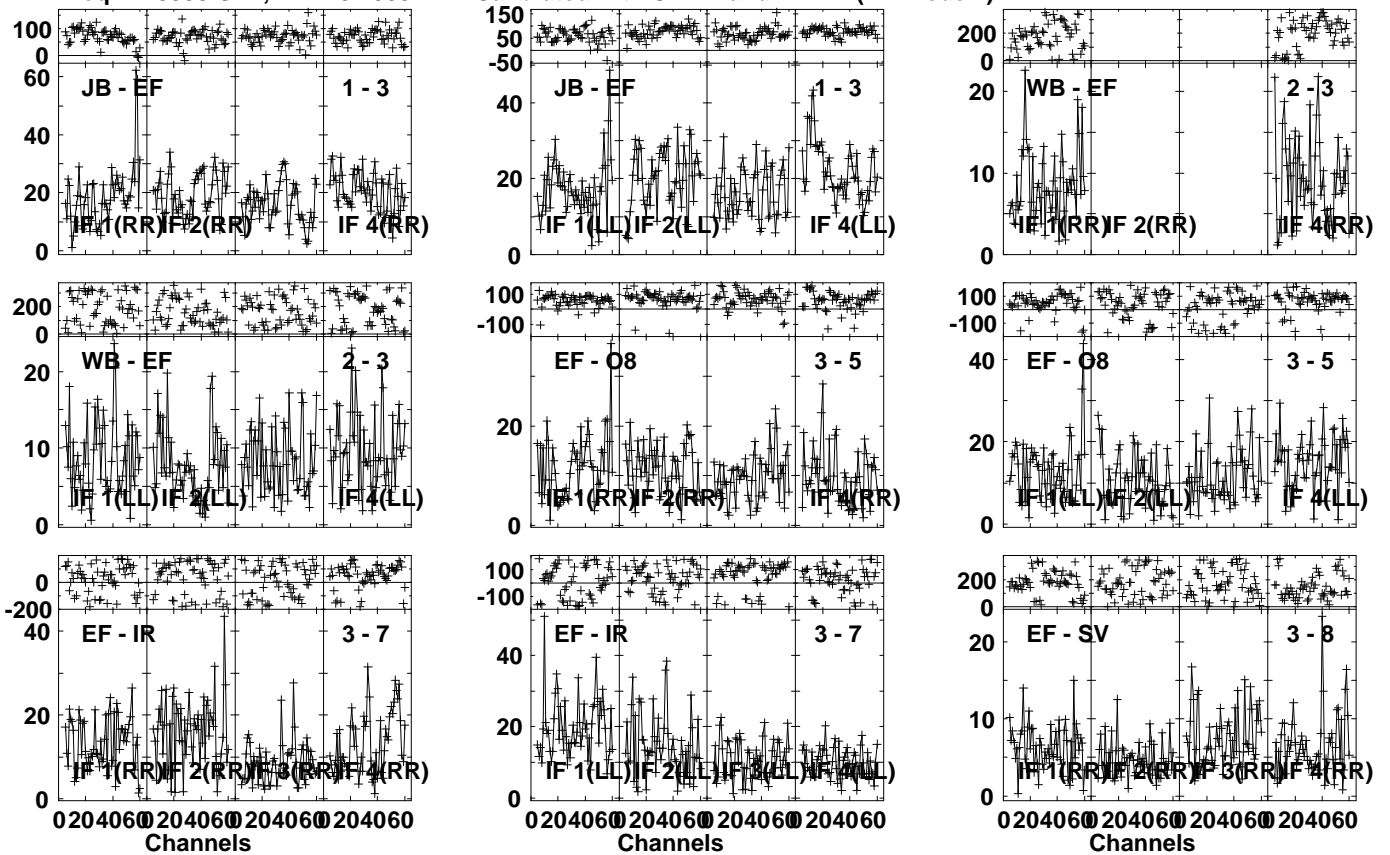 100 0
150 100 50 -50
200 0
JB - EF 1 - 3
JB - EF 1 - 3
WB - EF 2 - 3
60 40 20 0
40 20 0
20 10 0
IF 1(RR) IF 2(RR) IF 4(RR)
IF 1(LL) IF 2(LL) IF 4(LL)
IF 1(RR) IF 2(RR) IF 4(RR)
200 0
100 -100
100 -100
WB - EF 2 - 3
EF - O8 3 - 5
EF - O8 3 - 5
20 10 0
20 0
40 20 0
IF 1(LL) IF 2(LL) IF 4(LL)
IF 1(RR) IF 2(RR) IF 4(RR)
IF 1(LL) IF 2(LL) IF 4(LL)
0 -200
100 -100
200 0
EF - IR 3 - 7
EF - IR 3 - 7
EF - SV 3 - 8
40 20 0
40 20 0
20 10 0
IF 1(RR) IF 2(RR) IF 3(RR) IF 4(RR)
IF 1(LL) IF 2(LL) IF 3(LL) IF 4(LL)
IF 1(RR) IF 2(RR) IF 3(RR) IF 4(RR)
0 20 40 60 0 20 40 60 0 20 40 60 0 20 40 60
0 20 40 60 0 20 40 60 0 20 40 60 0 20 40 60
0 20 40 60 0 20 40 60 0 20 40 60 0 20 40 60
Channels Channels Channels